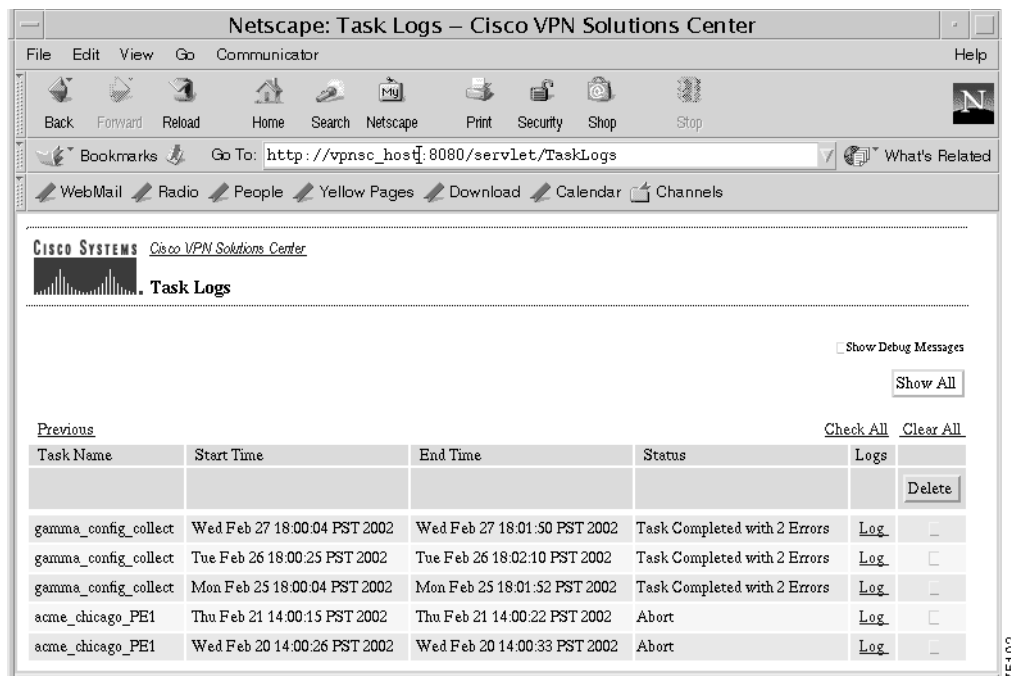 Netscape: Task Logs – Cisco VPN Solutions Center
File Edit View Go Communicator Help
My
N
Back Forward Reload Home Search Netscape Print Security Shop Stop
Bookmarks Go To: http://vpnsc_host:8080/servlet/TaskLogs What's Related
WebMail Radio People Yellow Pages Download Calendar Channels
CISCO SYSTEMS Cisco VPN Solutions Center
Task Logs
Show Debug Messages
Show All
Previous Check All Clear All
Task Name Start Time End Time Status Logs
Delete
gamma_config_collect Wed Feb 27 18:00:04 PST 2002 Wed Feb 27 18:01:50 PST 2002 Task Completed with 2 Errors Log
gamma_config_collect Tue Feb 26 18:00:25 PST 2002 Tue Feb 26 18:02:10 PST 2002 Task Completed with 2 Errors Log
gamma_config_collect Mon Feb 25 18:00:04 PST 2002 Mon Feb 25 18:01:52 PST 2002 Task Completed with 2 Errors Log
acme_chicago_PE1 Thu Feb 21 14:00:15 PST 2002 Thu Feb 21 14:00:22 PST 2002 Abort Log
acme_chicago_PE1 Wed Feb 20 14:00:26 PST 2002 Wed Feb 20 14:00:33 PST 2002 Abort Log